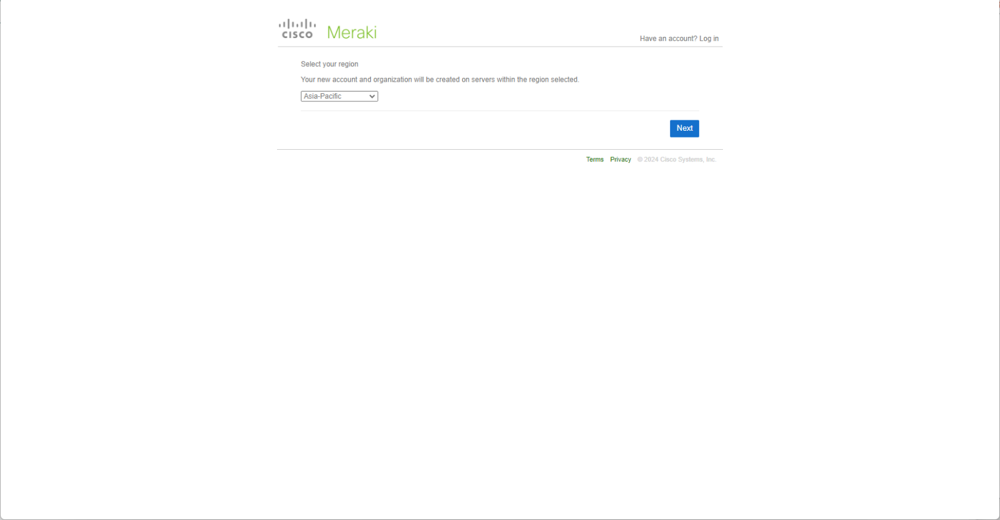 cisco Meraki
Have an account? Log in
Select your region
Your new account and organization will be created on servers within the region selected.
Asia-Pacific
Next
Terms Privacy © 2024 Cisco Systems, Inc.